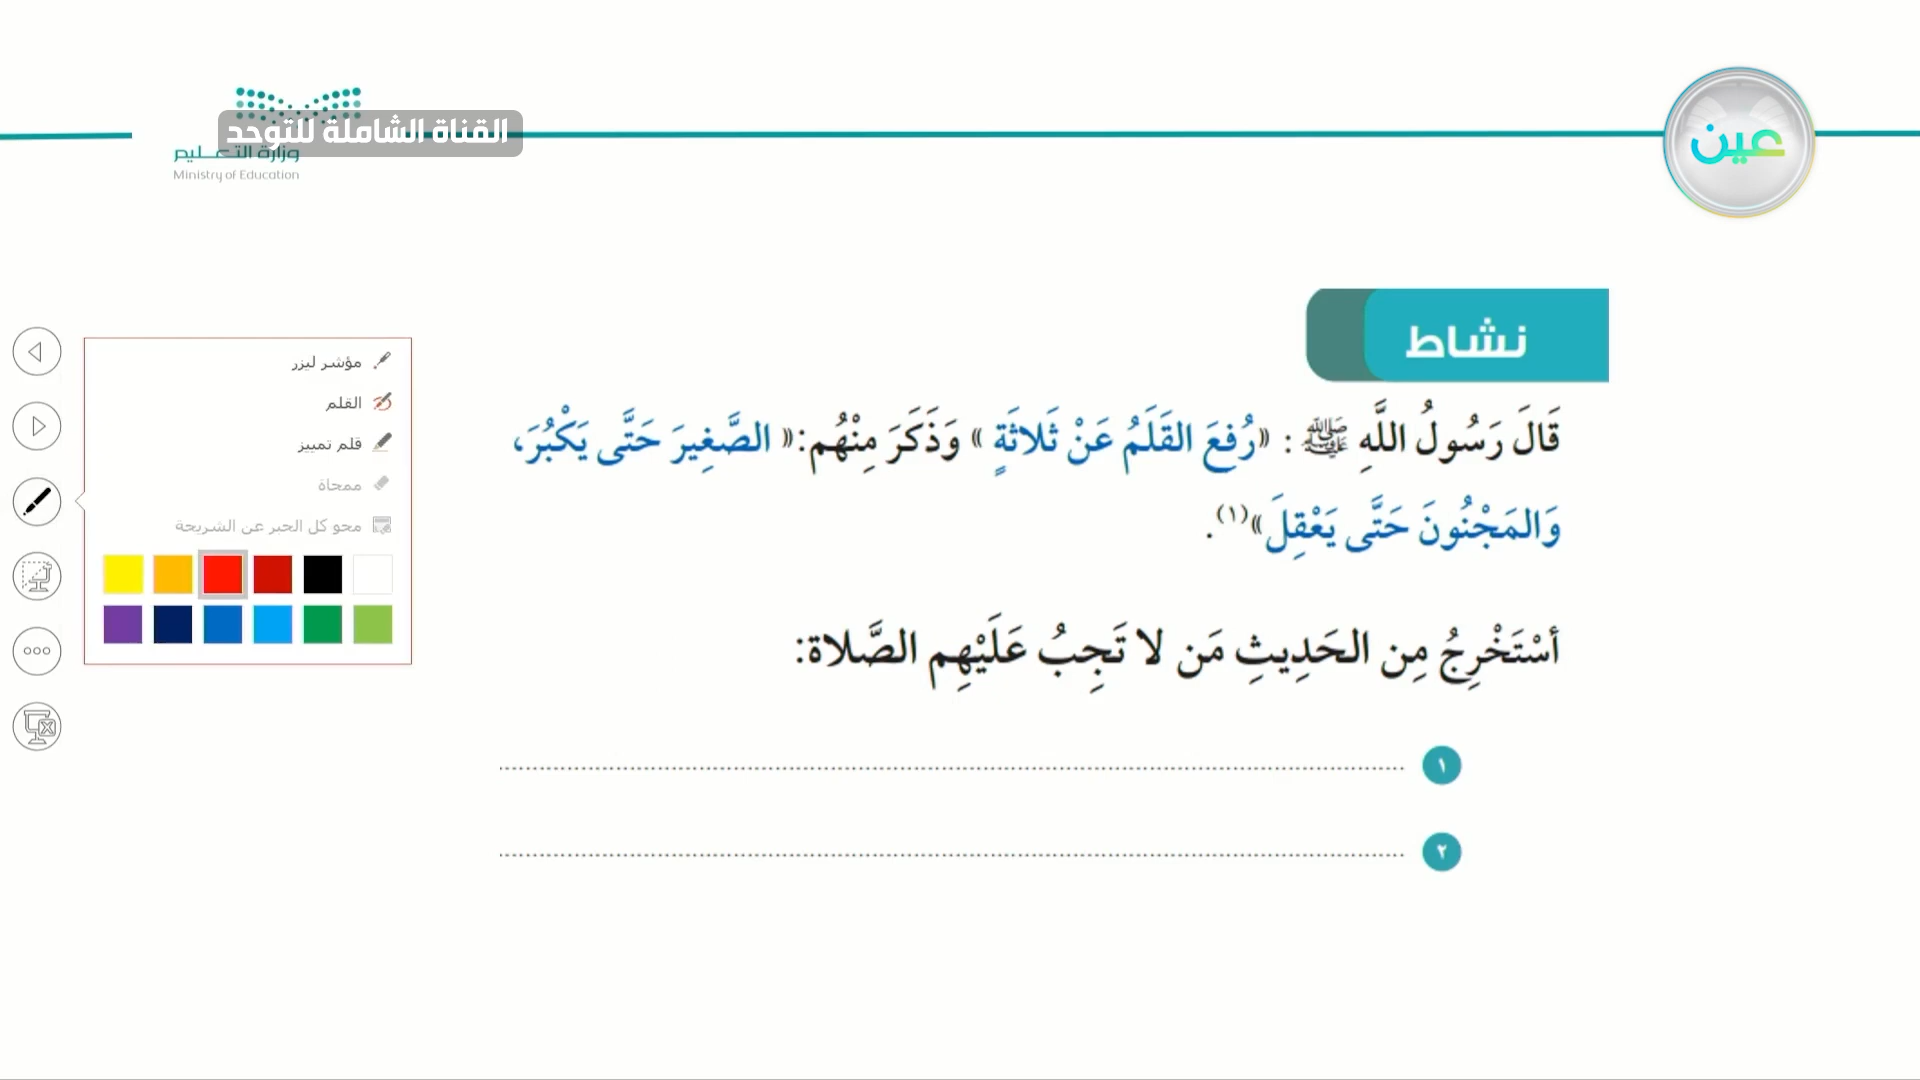 القناة الشاملة للتوحد
وزارة التعليم
Ministry of Education
عين
نشاط
قَالَ رَسُولُ اللَّهِ ﷺ : «رُفِعَ القَلَمُ عَنْ ثَلاثَةٍ » وَذَكَرَ مِنْهُم:« الصَّغِيرَ حَتَّى يَكْبُرَ،
وَالمَجْنُونَ حَتَّى يَعْقِلَ»(١).
أسْتَخْرِجُ مِن الحَدِيثِ مَن لا تَجِبُ عَلَيْهِم الصَّلاة:
١
٢
مؤشر ليزر
القلم
قلم تمييز
ممحاة
محو كل الحبر عن الشريحة